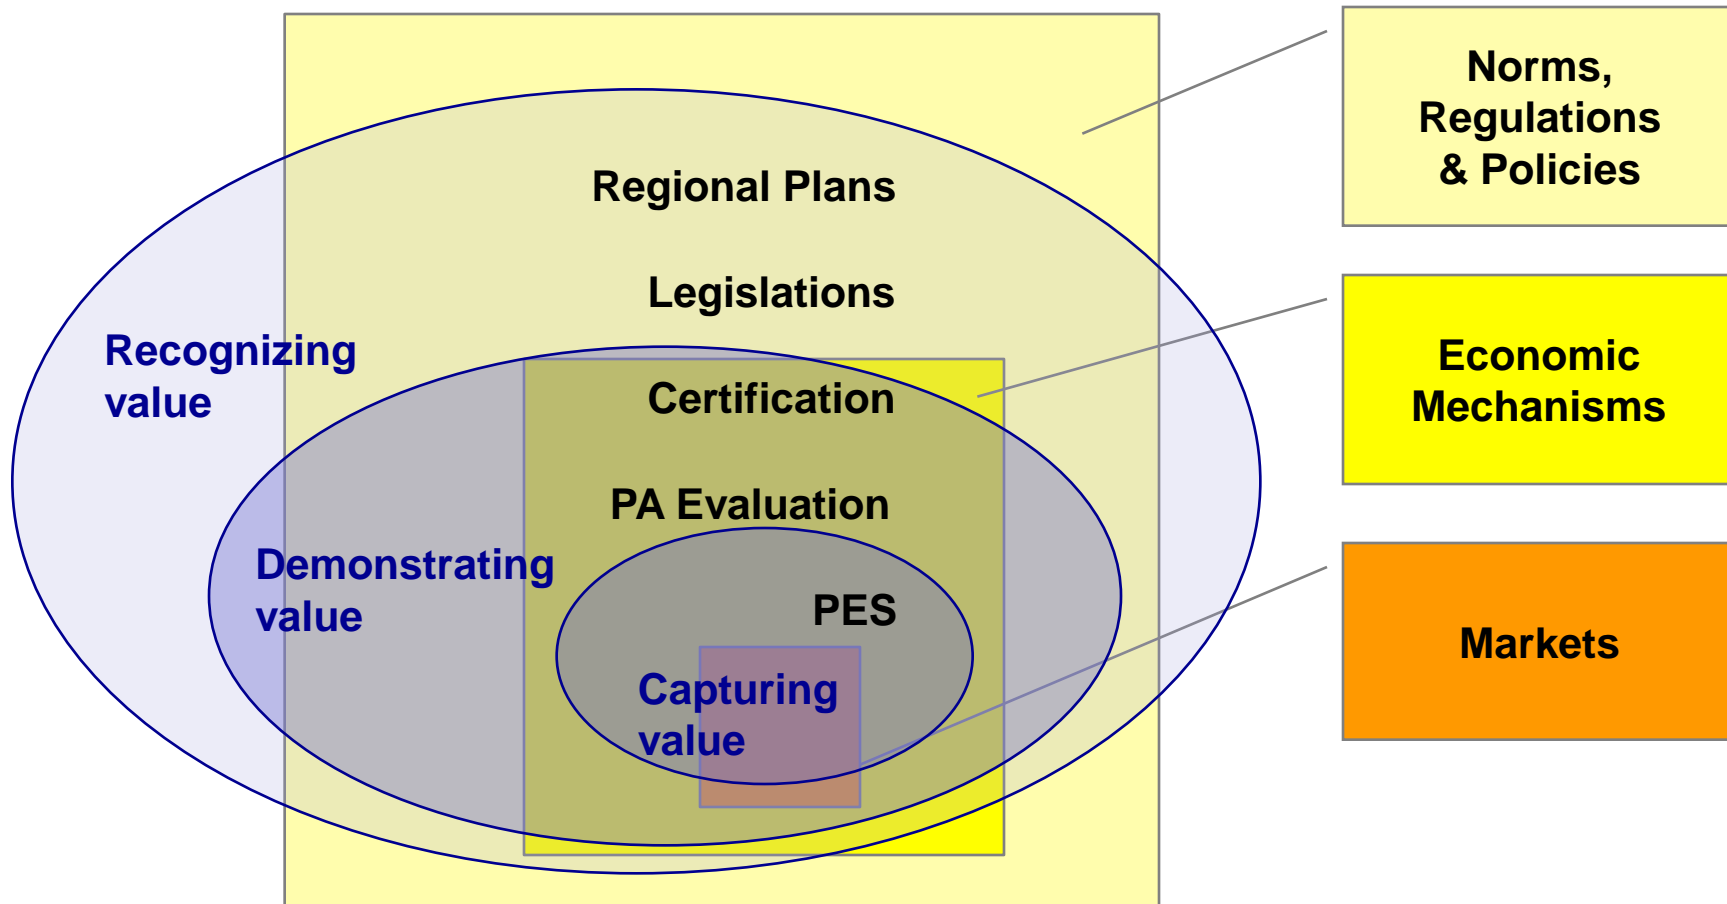 Norms,
Regulations
& Policies
Regional Plans
Legislations
Recognizing
value
Economic
Mechanisms
Certification
PA Evaluation
Demonstrating
value
PES
Markets
Capturing
value